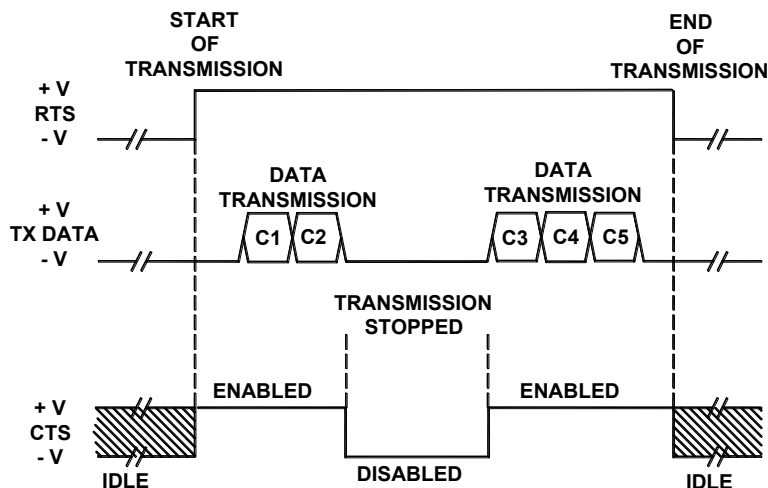 START
OF
TRANSMISSION
END
OF
TRANSMISSION
+ V
RTS
- V
DATA
TRANSMISSION
DATA
TRANSMISSION
+ V
TX DATA
- V
C1 C2 C3 C4 C5
TRANSMISSION
STOPPED
ENABLED ENABLED
+ V
CTS
- V
IDLE DISABLED IDLE